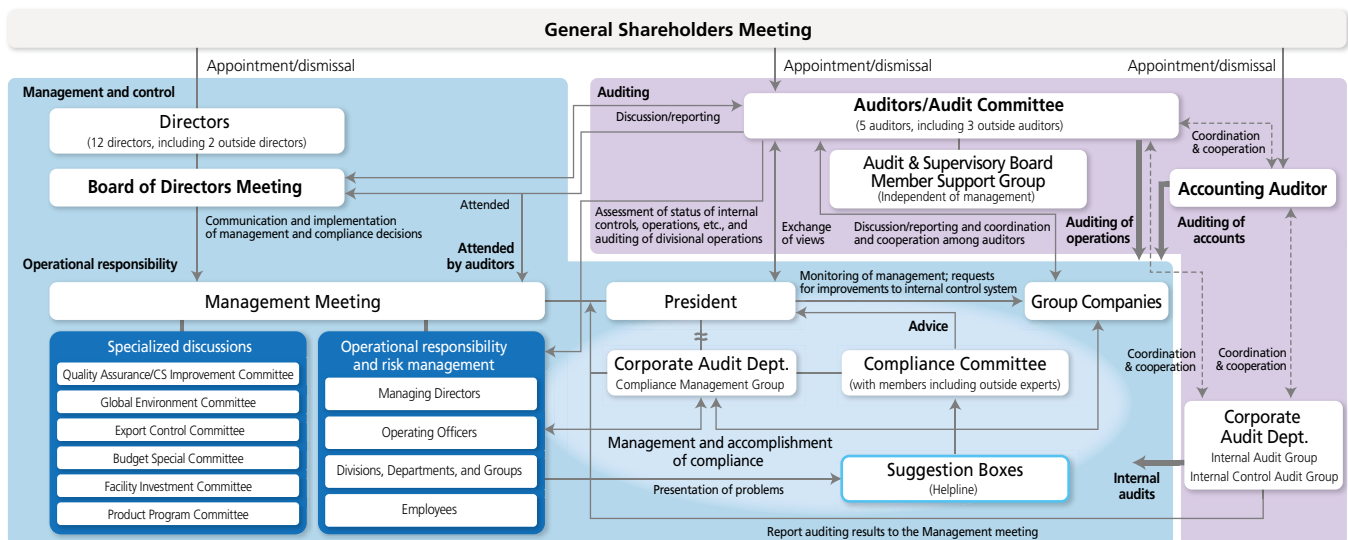 General Shareholders Meeting
Appointment/dismissal
Appointment/dismissal
Appointment/dismissal
Management and control
Directors
(12 directors, including 2 outside directors)
Board of Directors Meeting
Communication and implementation
of management and compliance decisions
Operational responsibility
Attended
Attended
by auditors
Auditing
Discussion/reporting
Auditors/Audit Committee
(5 auditors, including 3 outside auditors)
Audit & Supervisory Board
Member Support Group
(Independent of management)
Coordination
& cooperation
Accounting Auditor
Assessment of status of internal
controls, operations, etc., and
auditing of divisional operations
Exchange
of views
Discussion/reporting and coordination
and cooperation among auditors
Auditing of
operations
Auditing of
accounts
Management Meeting
President
Monitoring of management; requests
for improvements to internal control system
Group Companies
Specialized discussions
Quality Assurance/CS Improvement Committee
Global Environment Committee
Export Control Committee
Budget Special Committee
Facility Investment Committee
Product Program Committee
Operational responsibility
and risk management
Managing Directors
Operating Officers
Divisions, Departments, and Groups
Employees
Advice
Corporate Audit Dept.
Compliance Management Group
Compliance Committee
(with members including outside experts)
Management and accomplishment
of compliance
Presentation of problems
Suggestion Boxes
(Helpline)
Coordination
& cooperation
Coordination
& cooperation
Corporate
Audit Dept.
Internal Audit Group
Internal Control Audit Group
Internal
audits
Report auditing results to the Management meeting